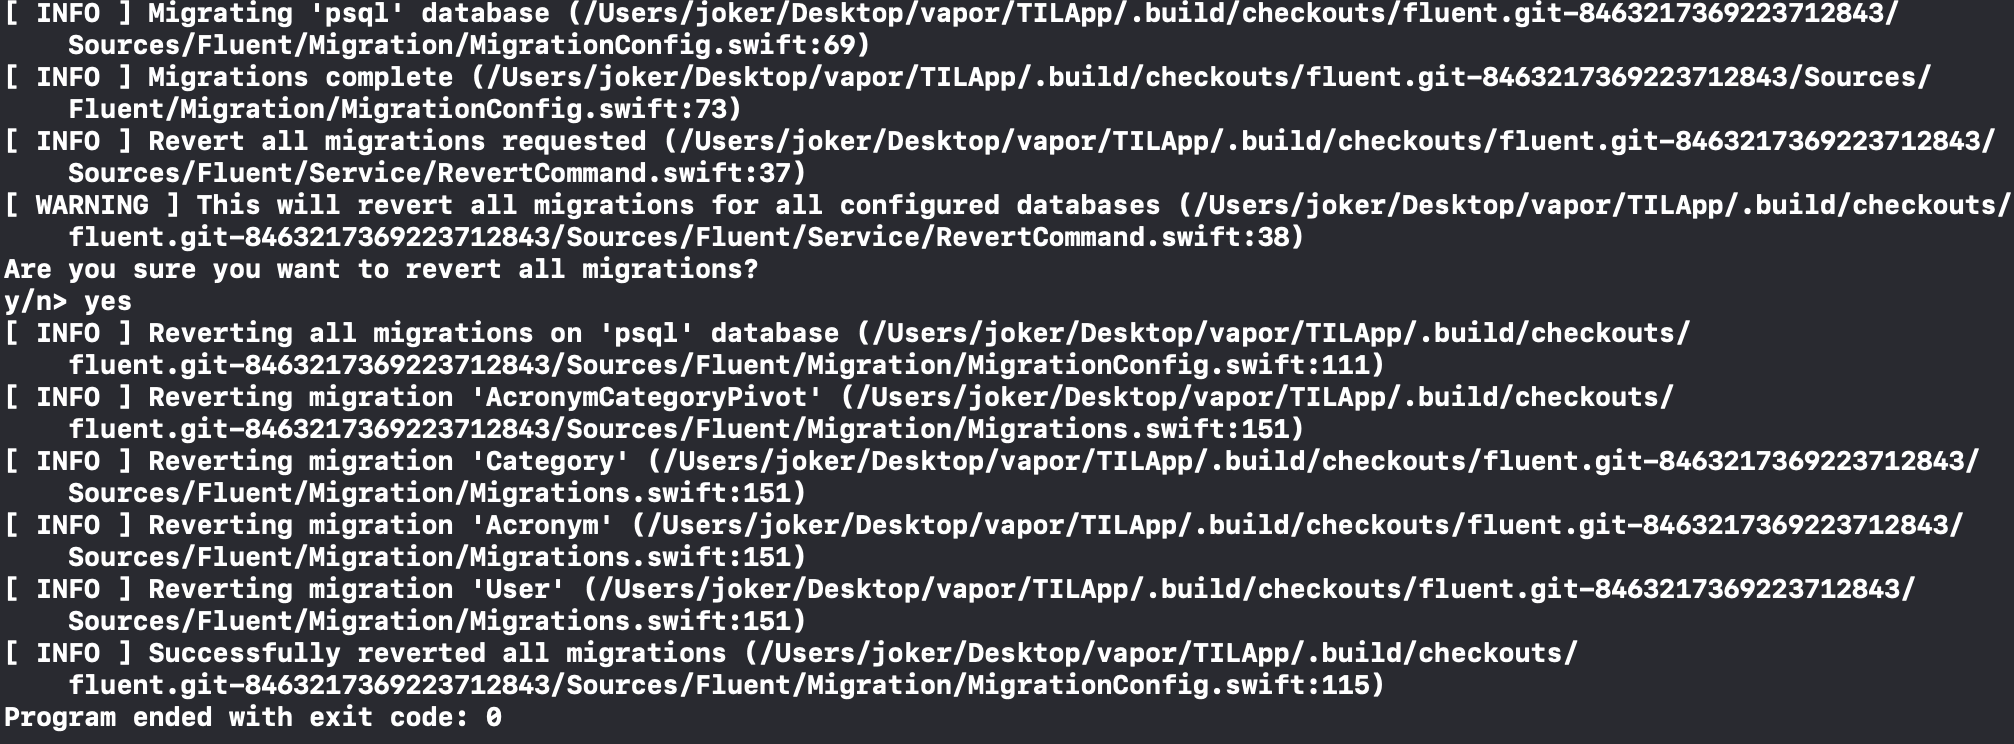 [ INFO ] Migrating 'psql' database (/Users/joker/Desktop/vapor/TILApp/.build/checkouts/fluent.git-8463217369223712843/
Sources/Fluent/Migration/MigrationConfig.swift:69)
[ INFO ] Migrations complete (/Users/joker/Desktop/vapor/TILApp/.build/checkouts/fluent.git-8463217369223712843/Sources/
Fluent/Migration/MigrationConfig.swift:73)
[ INFO ] Revert all migrations requested (/Users/joker/Desktop/vapor/TILApp/.build/checkouts/fluent.git-8463217369223712843/
Sources/Fluent/Service/RevertCommand.swift:37)
[ WARNING ] This will revert all migrations for all configured databases (/Users/joker/Desktop/vapor/TILApp/.build/checkouts/
fluent.git-8463217369223712843/Sources/Fluent/Service/RevertCommand.swift:38)
Are you sure you want to revert all migrations?
y/n> yes
[ INFO ] Reverting all migrations on 'psql' database (/Users/joker/Desktop/vapor/TILApp/.build/checkouts/
fluent.git-8463217369223712843/Sources/Fluent/Migration/MigrationConfig.swift:111)
[ INFO ] Reverting migration 'AcronymCategoryPivot' (/Users/joker/Desktop/vapor/TILApp/.build/checkouts/
fluent.git-8463217369223712843/Sources/Fluent/Migration/Migrations.swift:151)
[ INFO ] Reverting migration 'Category' (/Users/joker/Desktop/vapor/TILApp/.build/checkouts/fluent.git-8463217369223712843/
Sources/Fluent/Migration/Migrations.swift:151)
[ INFO ] Reverting migration 'Acronym' (/Users/joker/Desktop/vapor/TILApp/.build/checkouts/fluent.git-8463217369223712843/
Sources/Fluent/Migration/Migrations.swift:151)
[ INFO ] Reverting migration 'User' (/Users/joker/Desktop/vapor/TILApp/.build/checkouts/fluent.git-8463217369223712843/
Sources/Fluent/Migration/Migrations.swift:151)
[ INFO ] Successfully reverted all migrations (/Users/joker/Desktop/vapor/TILApp/.build/checkouts/
fluent.git-8463217369223712843/Sources/Fluent/Migration/MigrationConfig.swift:115)
Program ended with exit code: 0